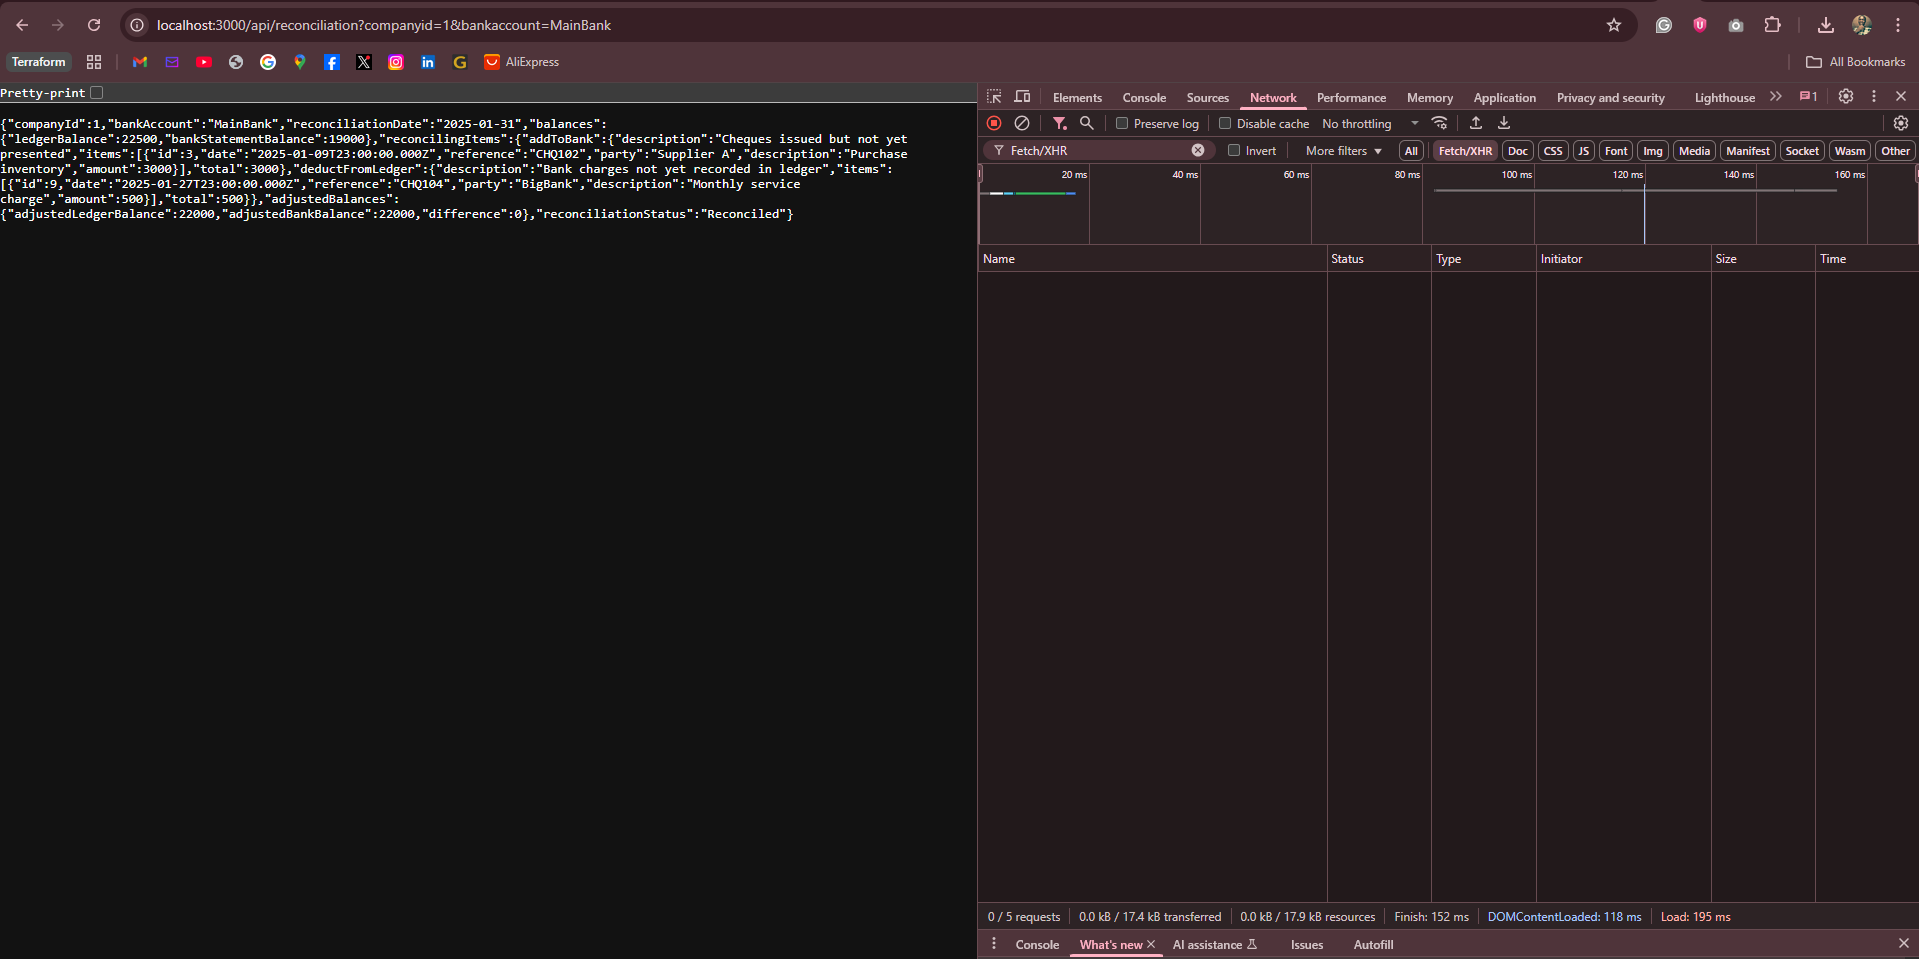 localhost:3000/api/reconciliation?companyid=1&bankaccount=MainBank
Terraform
AliExpress
All Bookmarks
Pretty-print
{"companyId":1,"bankAccount":"MainBank","reconciliationDate":"2025-01-31","balances":
{"ledgerBalance":22500,"bankStatementBalance":19000},"reconcilingItems":{"addToBank":{"description":"Cheques issued but not yet
presented","items":[{"id":3,"date":"2025-01-09T23:00:00.000Z","reference":"CHQ102","party":"Supplier A","description":"Purchase
inventory","amount":3000}],"total":3000},"deductFromLedger":{"description":"Bank charges not yet recorded in ledger","items":
[{"id":9,"date":"2025-01-27T23:00:00.000Z","reference":"CHQ104","party":"BigBank","description":"Monthly service
charge","amount":500}],"total":500}},"adjustedBalances":
{"adjustedLedgerBalance":22000,"adjustedBankBalance":22000,"difference":0},"reconciliationStatus":"Reconciled"}
Elements Console Sources Network Performance Memory Application Privacy and security Lighthouse 1
Preserve log Disable cache No throttling
Fetch/XHR Invert More filters All Fetch/XHR Doc CSS JS Font Img Media Manifest Socket Wasm Other
20 ms 40 ms 60 ms 80 ms 100 ms 120 ms 140 ms 160 ms
Name Status Type Initiator Size Time
0 / 5 requests 0.0 kB / 17.4 kB transferred 0.0 kB / 17.9 kB resources Finish: 152 ms DOMContentLoaded: 118 ms Load: 195 ms
Console What's new AI assistance Issues Autofill